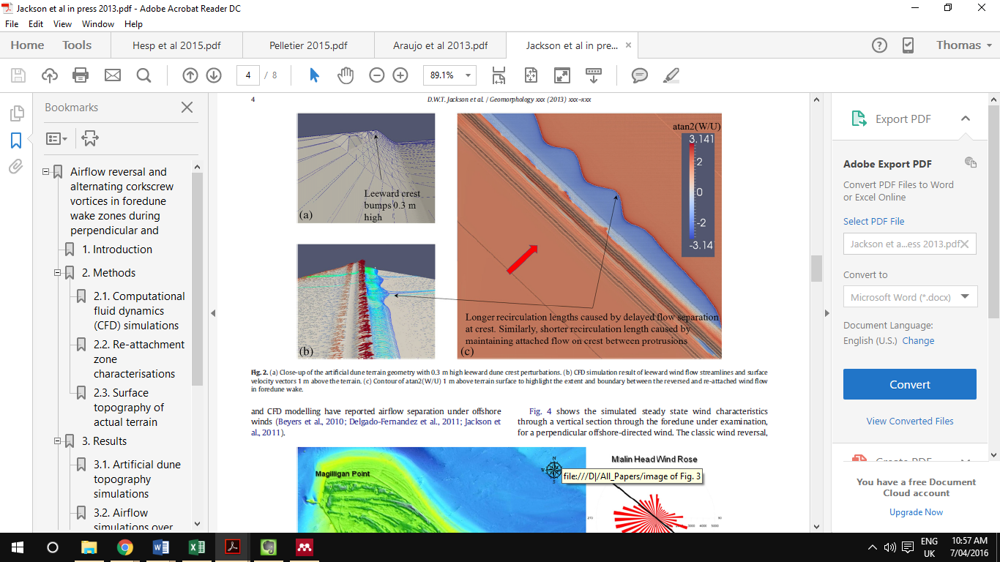 Jackson et al in press 2013.pdf - Adobe Acrobat Reader DC
File Edit View Window Help
Home Tools Hesp et al 2015.pdf Pelletier 2015.pdf Araujo et al 2013.pdf Jackson et al in pre... Thomas
4 / 8 89.1%
Bookmarks
Airflow reversal and
alternating corkscrew
vortices in foredune
wake zones during
perpendicular and
1. Introduction
2. Methods
2.1. Computational
fluid dynamics
(CFD) simulations
2.2. Re-attachment
zone
characterisations
2.3. Surface
topography of
actual terrain
3. Results
3.1. Artificial dune
topography
simulations
3.2. Airflow
simulations over
4 D.W.T. Jackson et al. / Geomorphology xxx (2013) xxx–xxx
Leeward crest
bumps 0.3 m
high
(a)
(b)
atan2(W/U)
3.141
2
0
-2
-3.14
Longer recirculation lengths caused by delayed flow separation
at crest. Similarly, shorter recirculation length caused by
maintaining attached flow on crest between protrusions
(c)
Fig. 2. (a) Close-up of the artificial dune terrain geometry with 0.3 m high leeward dune crest perturbations. (b) CFD simulation result of leeward wind flow streamlines and surface
velocity vectors 1 m above the terrain. (c) Contour of atan2(W/U) 1 m above terrain surface to highlight the extent and boundary between the reversed and re-attached wind flow
in foredune wake.
and CFD modelling have reported airflow separation under offshore
winds (Beyers et al., 2010; Delgado-Fernandez et al., 2011; Jackson et
al., 2011).
Fig. 4 shows the simulated steady state wind characteristics
through a vertical section through the foredune under examination,
for a perpendicular offshore-directed wind. The classic wind reversal,
Magilligan Point
N
S
file:///D|/All_Papers/image of Fig. 3
Malin Head Wind Rose
270
90
2000 3000 4000 5000
Export PDF
Adobe Export PDF
Convert PDF Files to Word
or Excel Online
Select PDF File
Jackson et a...ess 2013.pdf
Convert to
Microsoft Word (*.docx)
Document Language:
English (U.S.) Change
Convert
View Converted Files
Create PDF
You have a free Document
Cloud account
Upgrade Now
ENG
UK
10:57 AM
7/04/2016